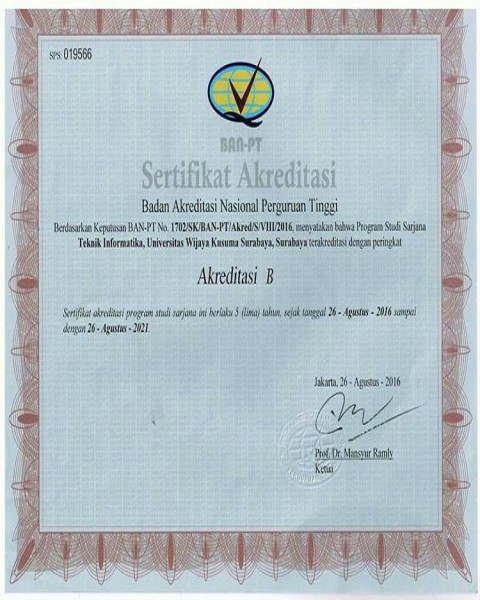 SPS: 019566
BAN-PT
Sertifikat Akreditasi
Badan Akreditasi Nasional Perguruan Tinggi
Berdasarkan Keputusan BAN-PT No. 1702/SK/BAN-PT/Akred/S/VIII/2016, menyatakan bahwa Program Studi Sarjana
Teknik Informatika, Universitas Wijaya Kusuma Surabaya, Surabaya terakreditasi dengan peringkat
Akreditasi B
Sertifikat akreditasi program studi sarjana ini berlaku 5 (lima) tahun, sejak tanggal 26 - Agustus - 2016 sampai
dengan 26 - Agustus - 2021.
Jakarta, 26 - Agustus - 2016
Prof. Dr. Mansyur Ramly
Ketua